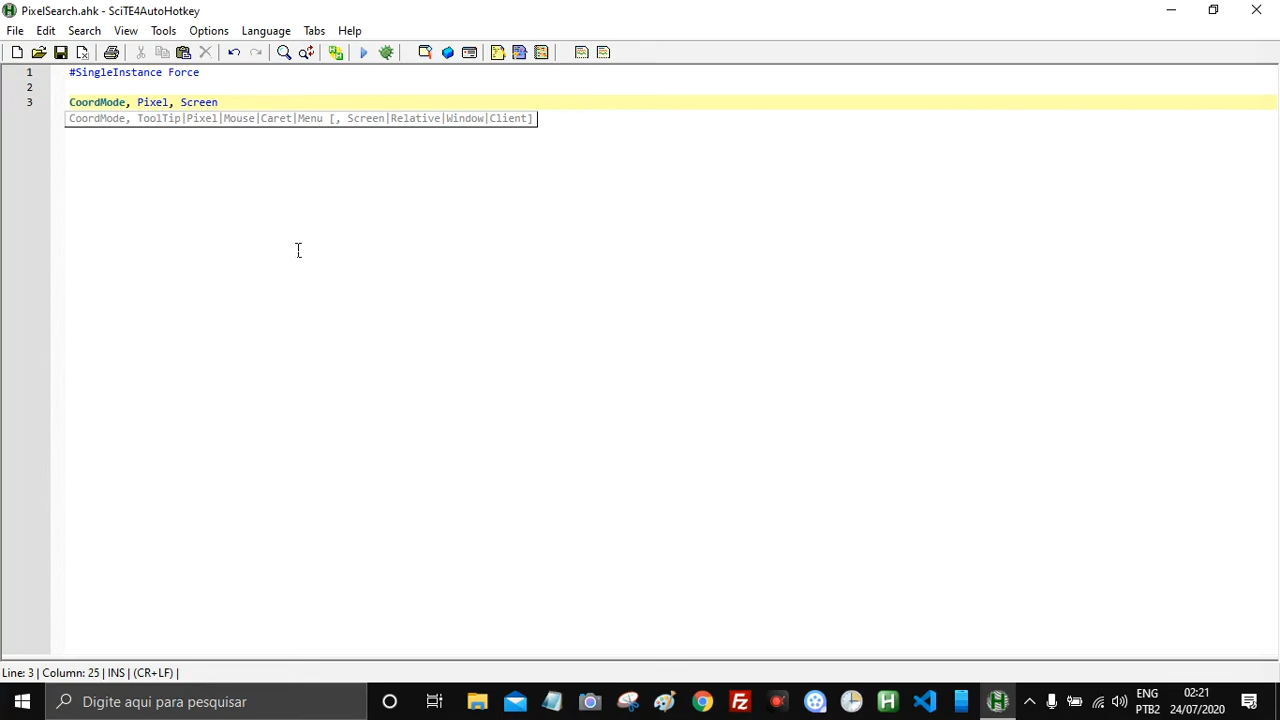 PixelSearch.ahk - SciTE4AutoHotkey
File Edit Search View Tools Options Language Tabs Help
1 #SingleInstance Force
2
3 CoordMode, Pixel, Screen
CoordMode, ToolTip|Pixel|Mouse|Caret|Menu [, Screen|Relative|Window|Client]
Line: 3 | Column: 25 | INS | (CR+LF) |
Digite aqui para pesquisar
ENG
PTB2
02:21
24/07/2020